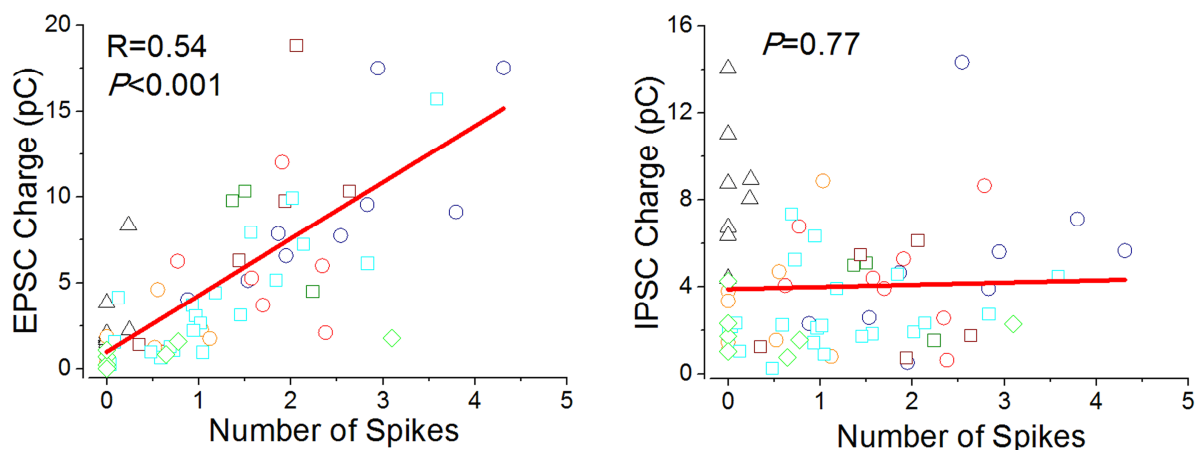 20
15
10
5
0
EPSC Charge (pC)
R=0.54
P<0.001
0 1 2 3 4 5
Number of Spikes
16
12
8
4
0
IPSC Charge (pC)
P=0.77
0 1 2 3 4 5
Number of Spikes